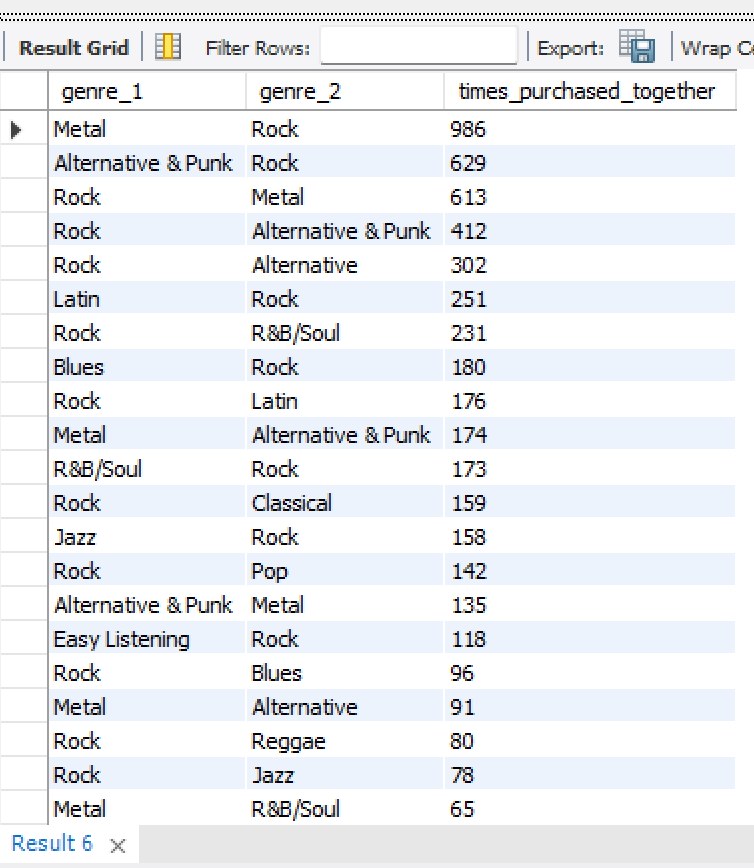 Result Grid Filter Rows: Export: Wrap Ce
genre_1 genre_2 times_purchased_together
Metal Rock 986
Alternative & Punk Rock 629
Rock Metal 613
Rock Alternative & Punk 412
Rock Alternative 302
Latin Rock 251
Rock R&B/Soul 231
Blues Rock 180
Rock Latin 176
Metal Alternative & Punk 174
R&B/Soul Rock 173
Rock Classical 159
Jazz Rock 158
Rock Pop 142
Alternative & Punk Metal 135
Easy Listening Rock 118
Rock Blues 96
Metal Alternative 91
Rock Reggae 80
Rock Jazz 78
Metal R&B/Soul 65
Result 6